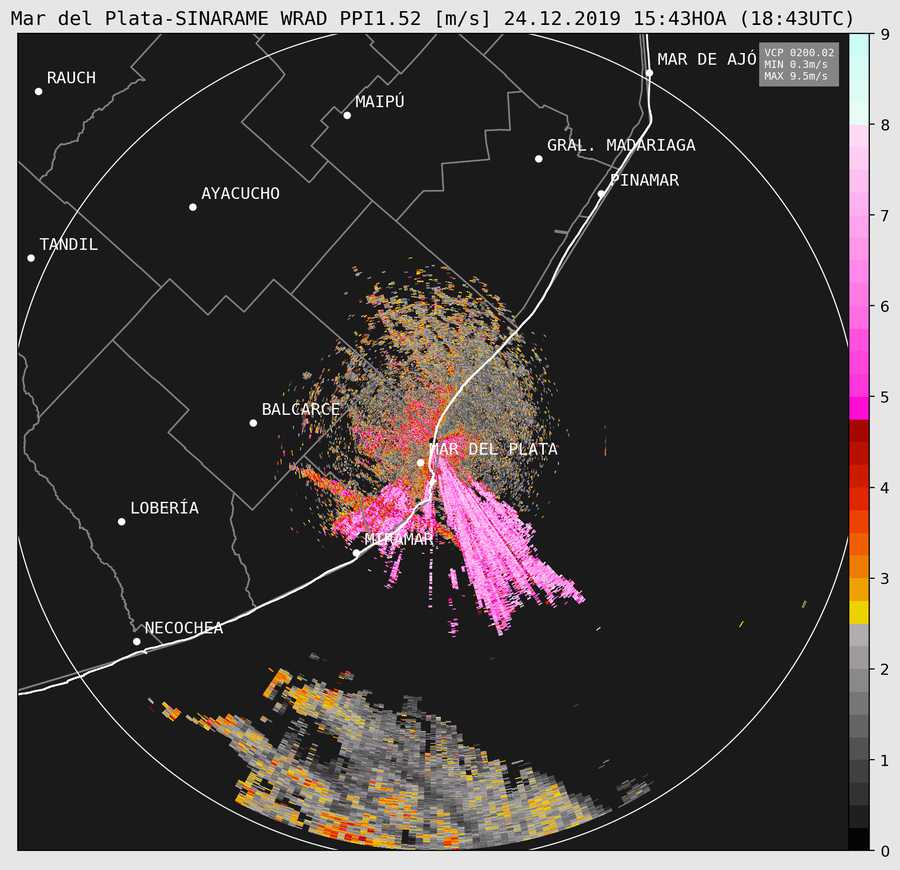 Mar del Plata-SINARAME WRAD PPI1.52 [m/s] 24.12.2019 15:43HOA (18:43UTC)
VCP 0200.02
MIN 0.3m/s
MAX 9.5m/s
MAR DE AJÓ
RAUCH
MAIPÚ
GRAL. MADARIAGA
PINAMAR
AYACUCHO
TANDIL
BALCARCE
MAR DEL PLATA
LOBERÍA
MIRAMAR
NECOCHEA
9
8
7
6
5
4
3
2
1
0